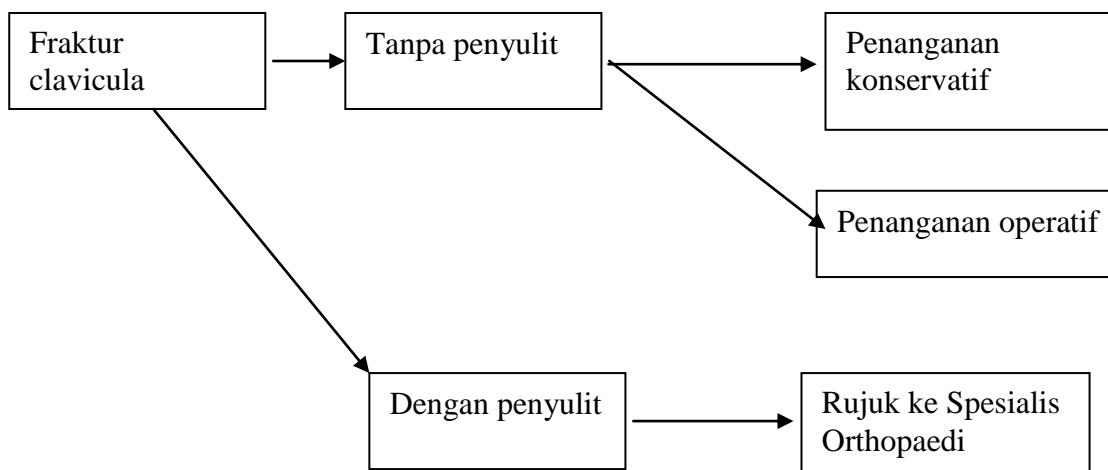 Fraktur
clavicula
Tanpa penyulit
Penanganan
konservatif
Penanganan operatif
Dengan penyulit
Rujuk ke Spesialis
Orthopaedi